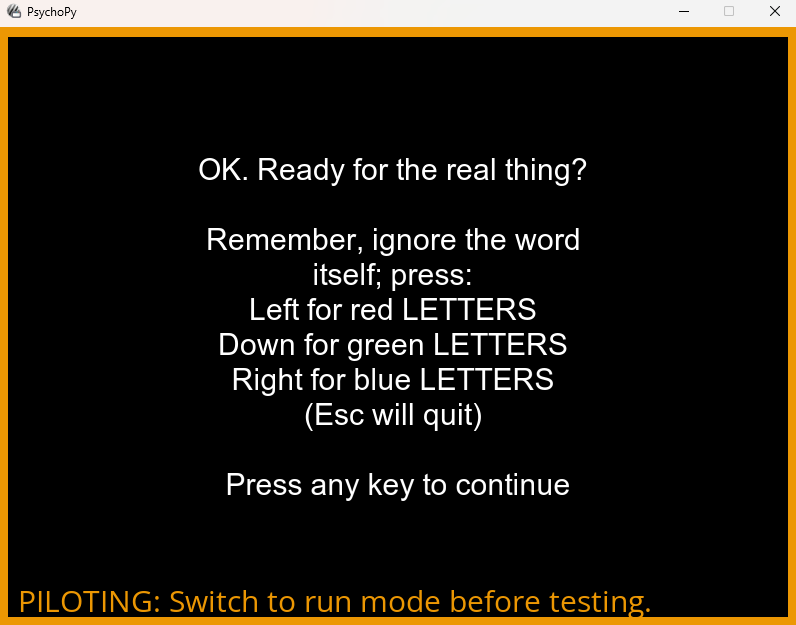 PsychoPy
OK. Ready for the real thing?
Remember, ignore the word
itself; press:
Left for red LETTERS
Down for green LETTERS
Right for blue LETTERS
(Esc will quit)
Press any key to continue
PILOTING: Switch to run mode before testing.